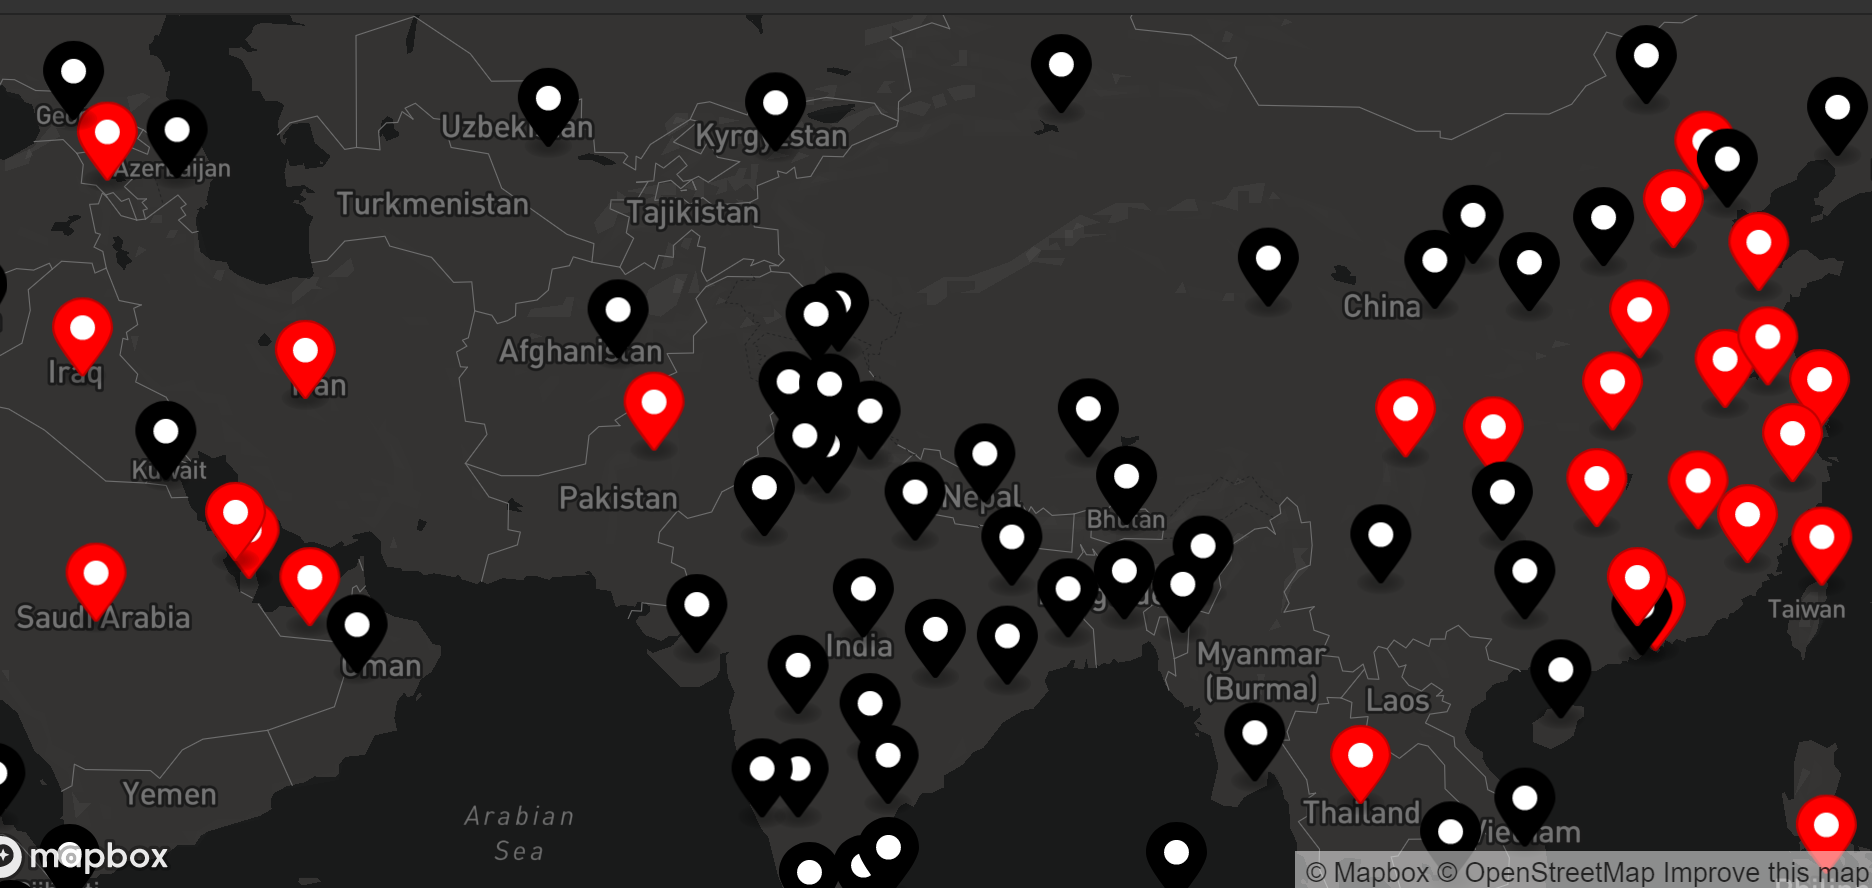 Uzbekistan
Kyrgyzstan
Azerbaijan
Turkmenistan
Tajikistan
China
Afghanistan
Iraq
Iran
Kuwait
Pakistan
Nepal
Bhutan
Saudi Arabia
Taiwan
India
Oman
Myanmar
(Burma)
Laos
Yemen
Thailand
Arabian
Sea
Vietnam
mapbox
© Mapbox © OpenStreetMap Improve this map